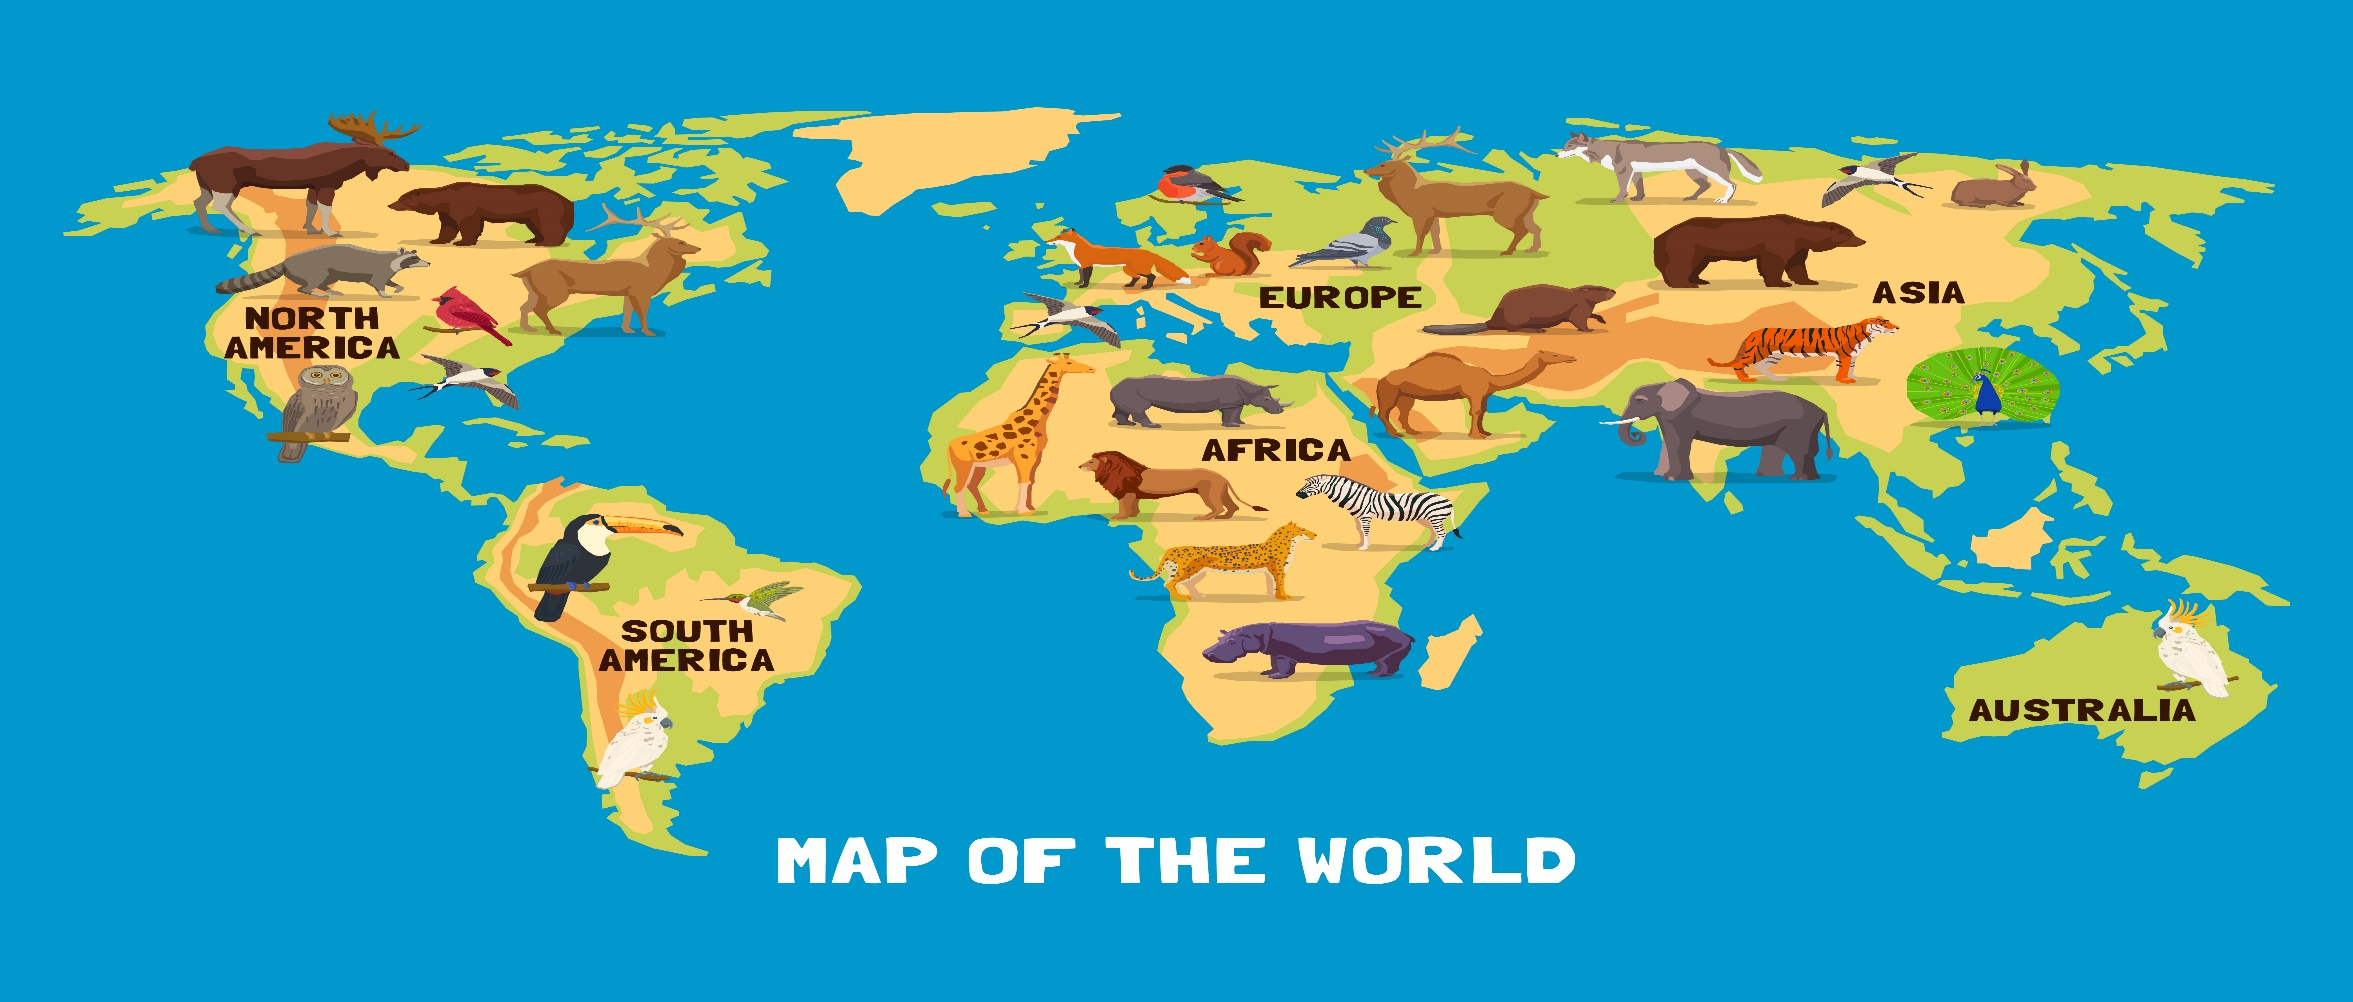 NORTH
AMERICA
EUROPE
ASIA
AFRICA
SOUTH
AMERICA
AUSTRALIA
MAP OF THE WORLD